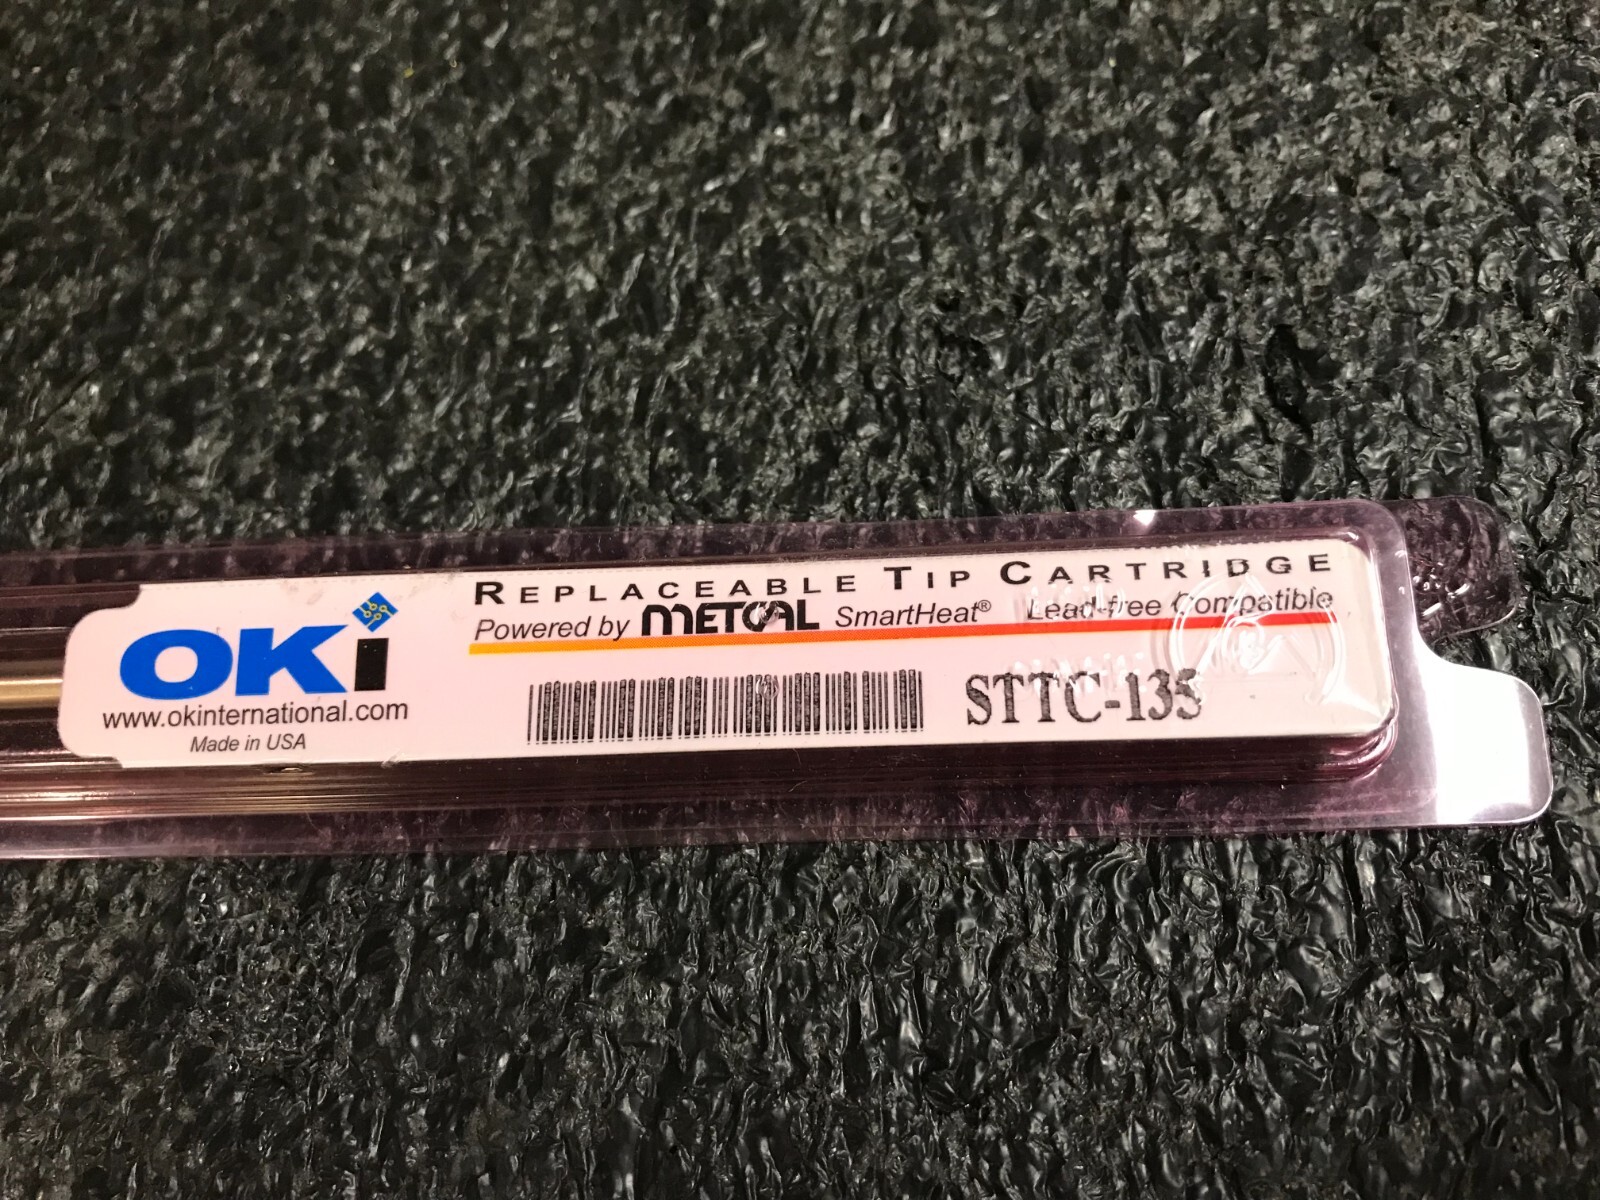 OKi
www.okinternational.com
Made in USA
REPLACEABLE TIP CARTRIDGE
Powered by METCAL SmartHeat® Lead-free Compatible
STTC-135